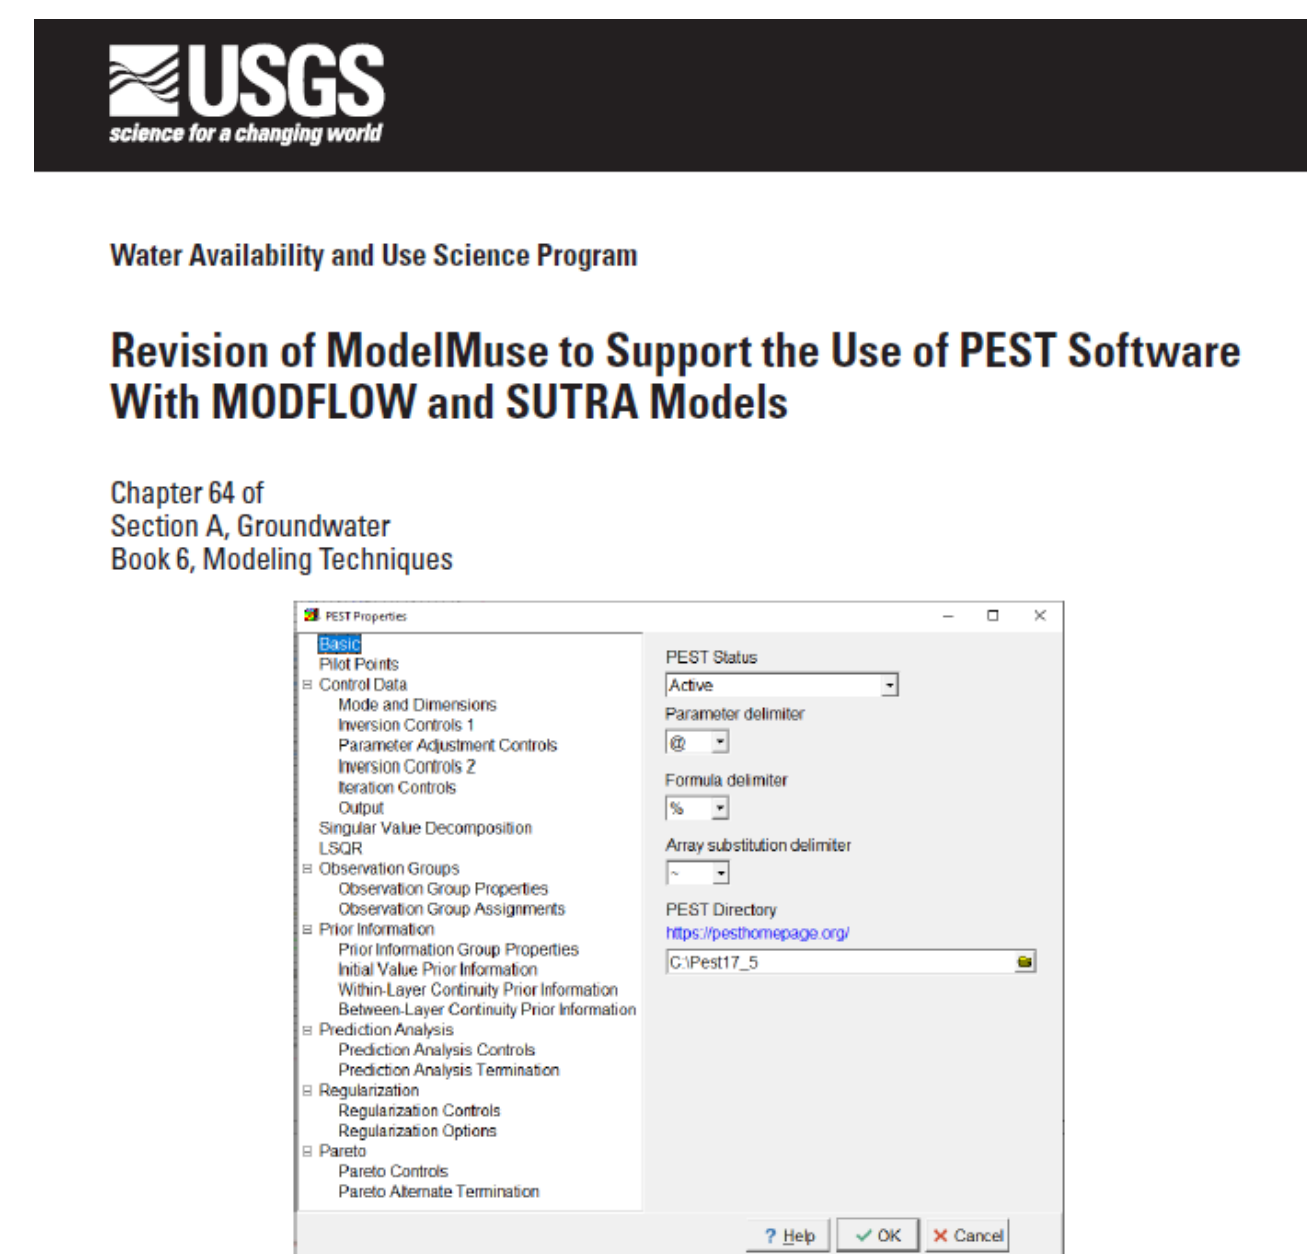 USGS
science for a changing world
Water Availability and Use Science Program
Revision of ModelMuse to Support the Use of PEST Software
With MODFLOW and SUTRA Models
Chapter 64 of
Section A, Groundwater
Book 6, Modeling Techniques
PEST Properties
Basic
Pilot Points
Control Data
Mode and Dimensions
Inversion Controls 1
Parameter Adjustment Controls
Inversion Controls 2
Iteration Controls
Output
Singular Value Decomposition
LSQR
Observation Groups
Observation Group Properties
Observation Group Assignments
Prior Information
Prior Information Group Properties
Initial Value Prior Information
Within-Layer Continuity Prior Information
Between-Layer Continuity Prior Information
Prediction Analysis
Prediction Analysis Controls
Prediction Analysis Termination
Regularization
Regularization Controls
Regularization Options
Pareto
Pareto Controls
Pareto Alternate Termination
PEST Status
Active
Parameter delimiter
@
Formula delimiter
%
Array substitution delimiter
~
PEST Directory
https://pesthomepage.org/
C:\Pest17_5
? Help
OK
Cancel